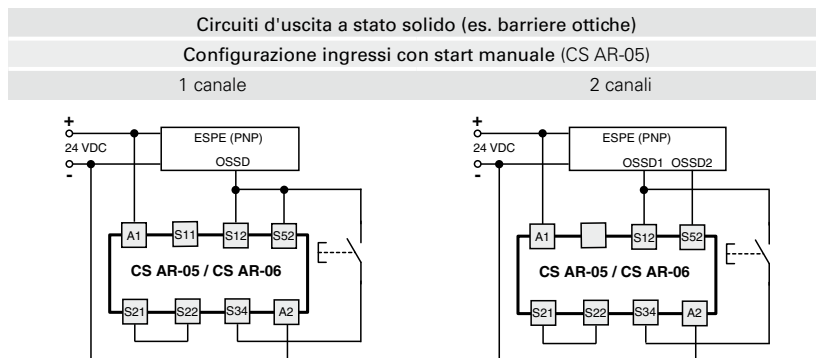 Circuiti d'uscita a stato solido (es. barriere ottiche)
Configurazione ingressi con start manuale (CS AR-05)
1 canale 2 canali
+ ESPE (PNP) + ESPE (PNP)
24 VDC 24 VDC
- OSSD - OSSD1 OSSD2
A1 S11 S12 S52 A1 S12 S52
CS AR-05 / CS AR-06 CS AR-05 / CS AR-06
S21 S22 S34 A2 S21 S22 S34 A2